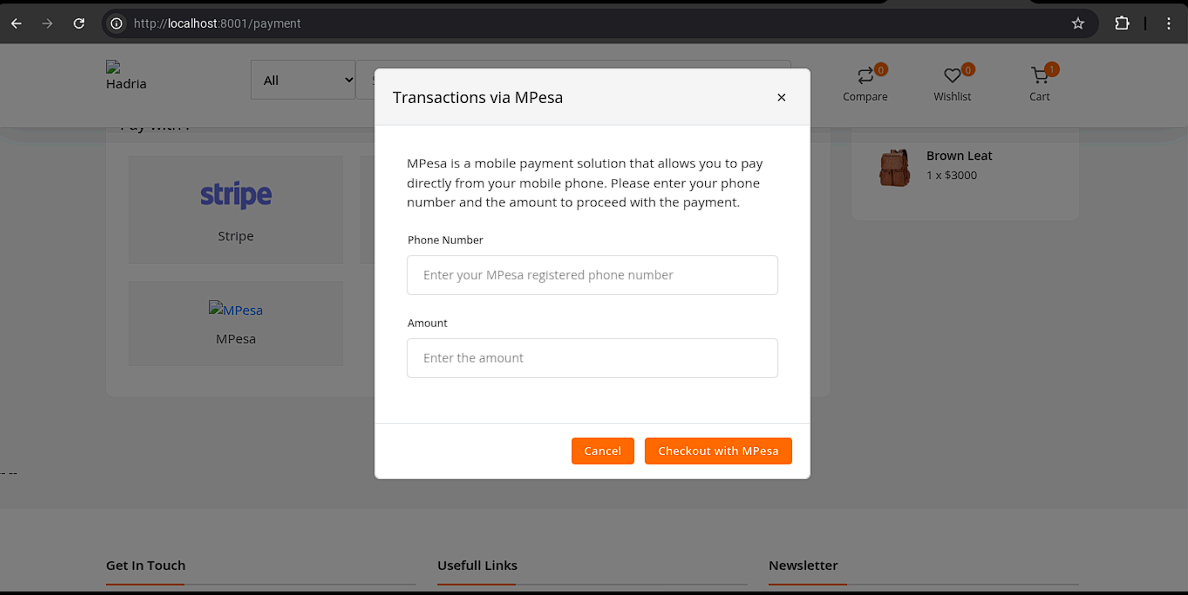 http://localhost:8001/payment
Hadria
All
Transactions via MPesa
×
0
0
1
Compare
Wishlist
Cart
MPesa is a mobile payment solution that allows you to pay
directly from your mobile phone. Please enter your phone
number and the amount to proceed with the payment.
Phone Number
Enter your MPesa registered phone number
Amount
Enter the amount
Cancel
Checkout with MPesa
stripe
Stripe
MPesa
MPesa
Brown Leat
1 x $3000
-- --
Get In Touch
Usefull Links
Newsletter